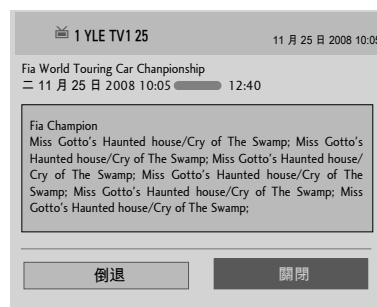 1 YLE TV1 25
11 月 25 日 2008 10:05
Fia World Touring Car Chanpionship
二 11 月 25 日 2008 10:05 12:40
Fia Champion
Miss Gotto's Haunted house/Cry of The Swamp; Miss Gotto's
Haunted house/Cry of The Swamp; Miss Gotto's Haunted house/
Cry of The Swamp; Miss Gotto's Haunted house/Cry of The
Swamp; Miss Gotto's Haunted house/Cry of The Swamp; Miss
Gotto's Haunted house/Cry of The Swamp;
倒退
關閉